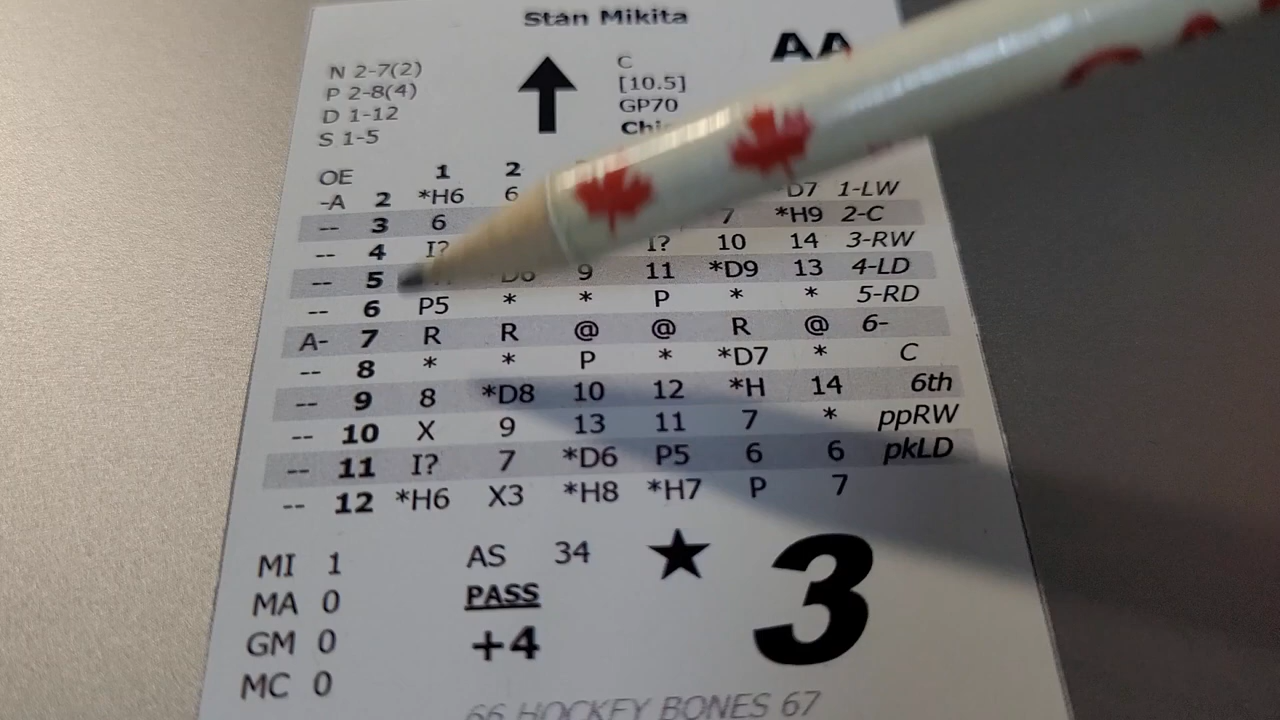 Stan Mikita
N 2-7(2)
P 2-8(4)
D 1-12
S 1-5
C
[10.5]
GP70
AA
OE 1 2
-A 2 *H6 6 D7 1-LW
-- 3 6 7 *H9 2-C
-- 4 I? I? 10 14 3-RW
-- 5 9 11 *D9 13 4-LD
-- 6 P5 * * P * * 5-RD
A- 7 R R @ @ R @ 6-
-- 8 * * P * *D7 * C
-- 9 8 *D8 10 12 *H 14 6th
-- 10 X 9 13 11 7 * ppRW
-- 11 I? 7 *D6 P5 6 6 pkLD
-- 12 *H6 X3 *H8 *H7 P 7
MI 1 AS 34 ★ 3
MA 0 PASS
GM 0 +4
MC 0
66 HOCKEY BONES 67